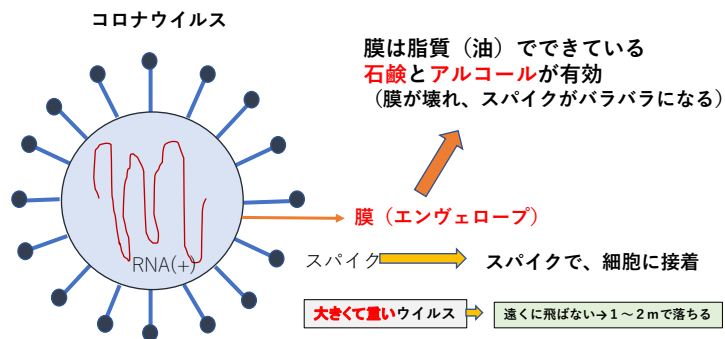 コロナウイルス
膜は脂質（油）でできている
石鹸とアルコールが有効
（膜が壊れ、スパイクがバラバラになる）
膜（エンヴェロープ）
RNA(+)
スパイク
スパイクで、細胞に接着
大きくて重いウイルス
遠くに飛ばない→１～２ｍで落ちる